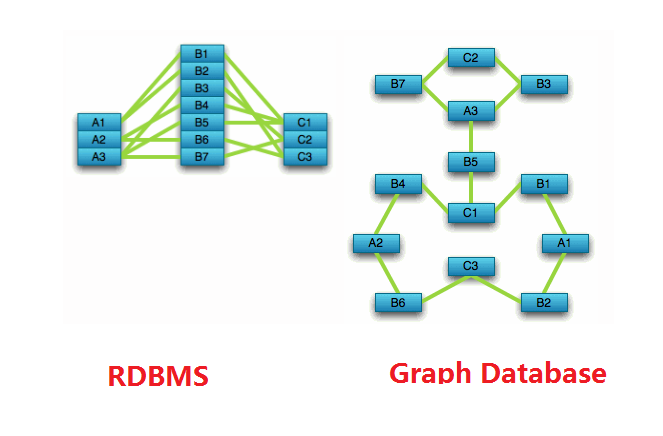 B1
B2
B3
B4
B5
B6
B7
A1
A2
A3
C1
C2
C3
C2
B7
B3
A3
B5
B4
B1
C1
A2
A1
C3
B6
B2
RDBMS
Graph Database